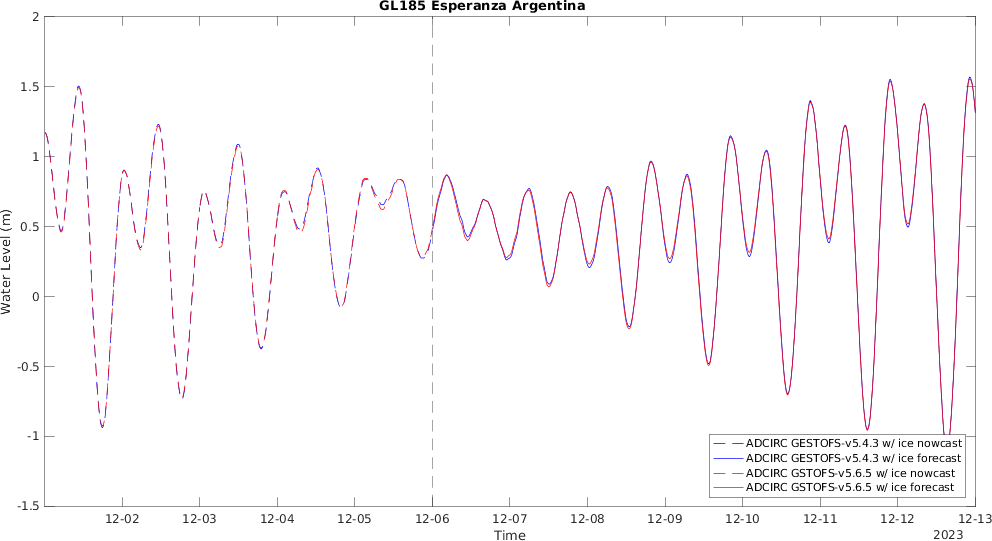 GL185 Esperanza Argentina
2
1.5
1
0.5
0
-0.5
-1
-1.5
Water Level (m)
12-02 12-03 12-04 12-05 12-06 12-07 12-08 12-09 12-10 12-11 12-12 12-13
Time
2023
ADCIRC GESTOFS-v5.4.3 w/ ice nowcast
ADCIRC GESTOFS-v5.4.3 w/ ice forecast
ADCIRC GSTOFS-v5.6.5 w/ ice nowcast
ADCIRC GSTOFS-v5.6.5 w/ ice forecast